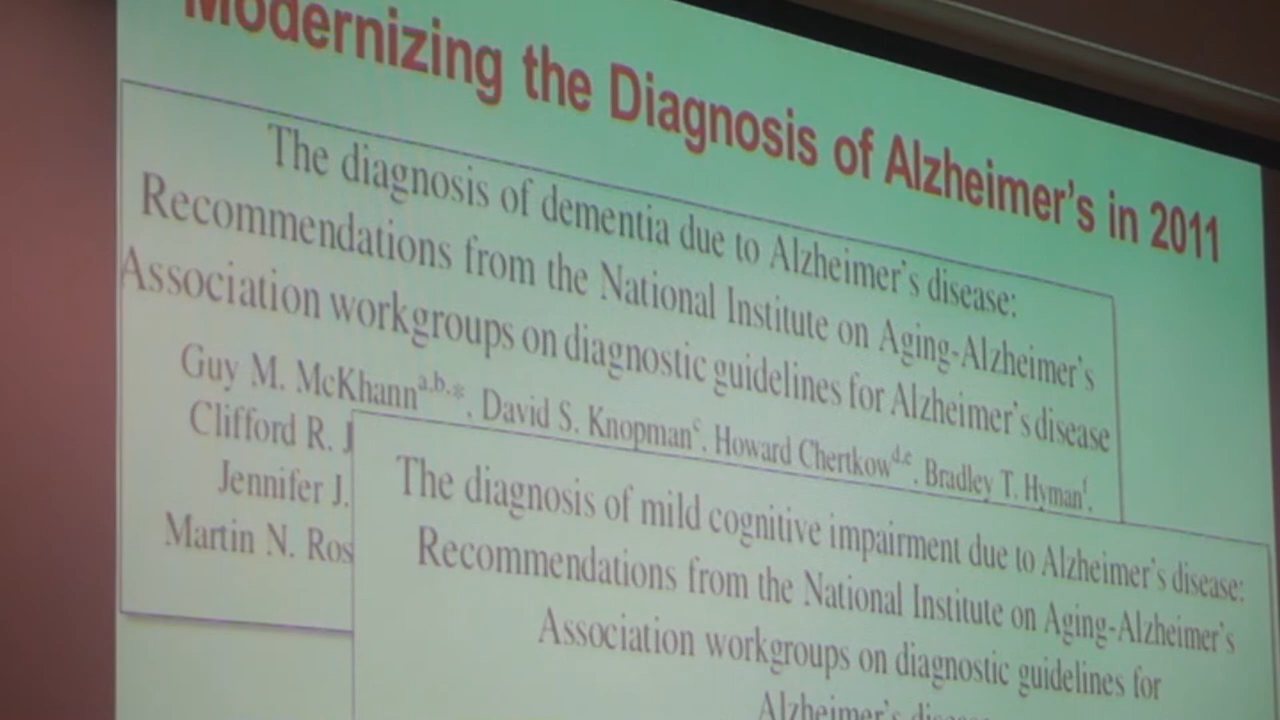 Modernizing the Diagnosis of Alzheimer's in 2011
The diagnosis of dementia due to Alzheimer's disease:
Recommendations from the National Institute on Aging-Alzheimer's
Association workgroups on diagnostic guidelines for Alzheimer's disease
Guy M. McKhann a,b,*, David S. Knopman c, Howard Chertkow d,e, Bradley T. Hyman f,
Clifford R. J
Jennifer J.
Martin N. Ros
The diagnosis of mild cognitive impairment due to Alzheimer's disease:
Recommendations from the National Institute on Aging-Alzheimer's
Association workgroups on diagnostic guidelines for
Alzheimer's